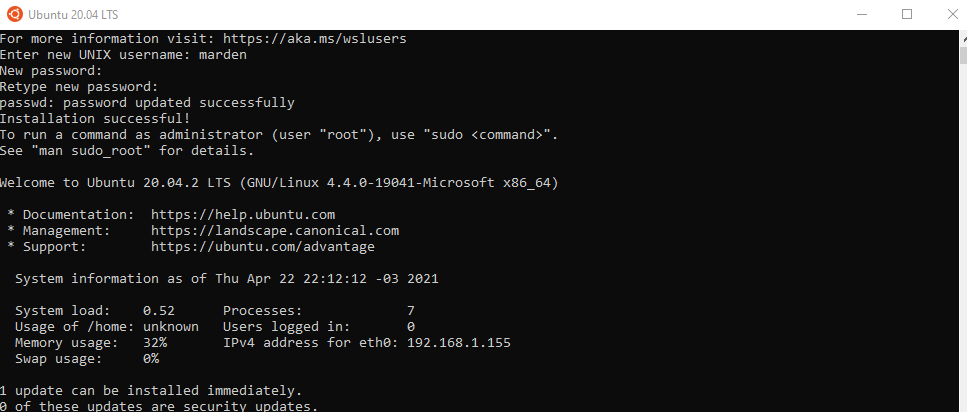 Ubuntu 20.04 LTS
For more information visit: https://aka.ms/wslusers
Enter new UNIX username: marden
New password:
Retype new password:
passwd: password updated successfully
Installation successful!
To run a command as administrator (user "root"), use "sudo <command>".
See "man sudo_root" for details.
Welcome to Ubuntu 20.04.2 LTS (GNU/Linux 4.4.0-19041-Microsoft x86_64)
* Documentation:  https://help.ubuntu.com
* Management:     https://landscape.canonical.com
* Support:        https://ubuntu.com/advantage
System information as of Thu Apr 22 22:12:12 -03 2021
System load:    0.52      Processes:             7
Usage of /home: unknown   Users logged in:       0
Memory usage:   32%       IPv4 address for eth0: 192.168.1.155
Swap usage:     0%
1 update can be installed immediately.
0 of these updates are security updates.